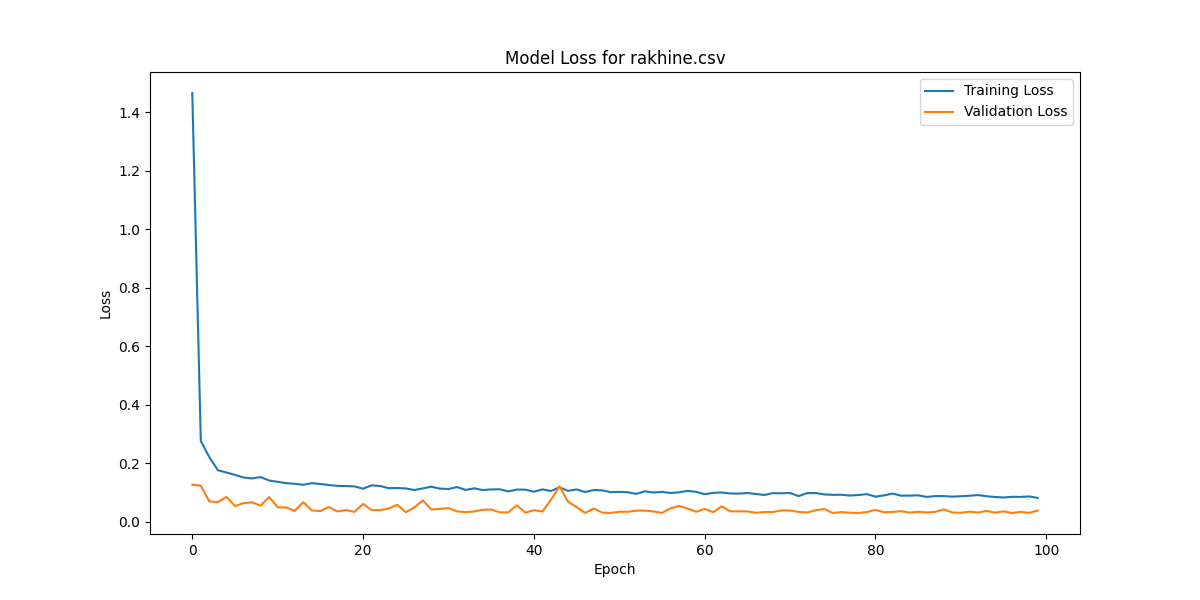 Model Loss for rakhine.csv
Training Loss
Validation Loss
1.4
1.2
1.0
0.8
0.6
0.4
0.2
0.0
Loss
0 20 40 60 80 100
Epoch